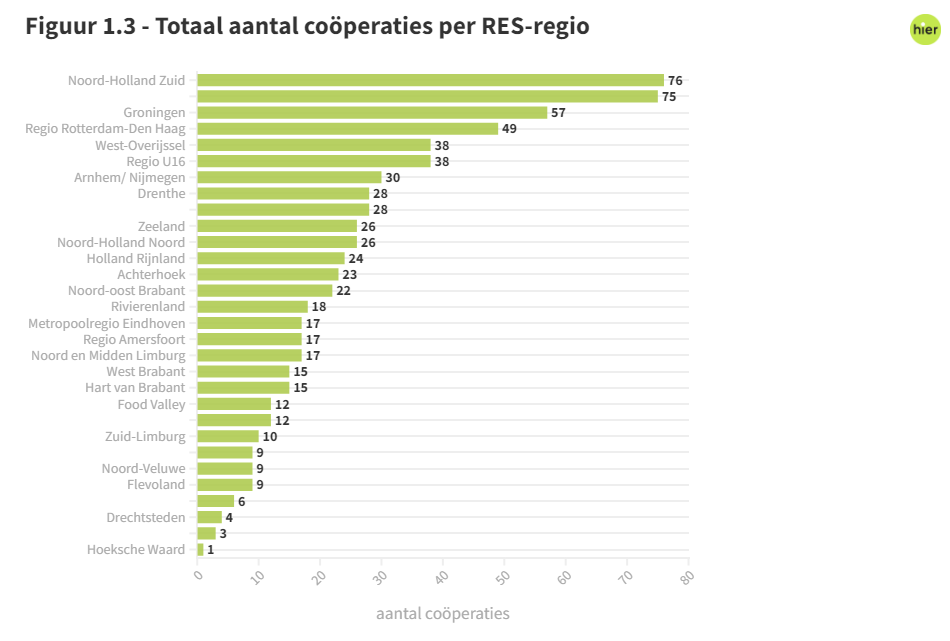 Figuur 1.3 - Totaal aantal coöperaties per RES-regio
hier
Noord-Holland Zuid 76
75
Groningen 57
Regio Rotterdam-Den Haag 49
West-Overijssel 38
Regio U16 38
Arnhem/ Nijmegen 30
Drenthe 28
28
Zeeland 26
Noord-Holland Noord 26
Holland Rijnland 24
Achterhoek 23
Noord-oost Brabant 22
Rivierenland 18
Metropoolregio Eindhoven 17
Regio Amersfoort 17
Noord en Midden Limburg 17
West Brabant 15
Hart van Brabant 15
Food Valley 12
12
Zuid-Limburg 10
9
Noord-Veluwe 9
Flevoland 9
6
Drechtsteden 4
3
Hoeksche Waard 1
0 10 20 30 40 50 60 70 80
aantal coöperaties